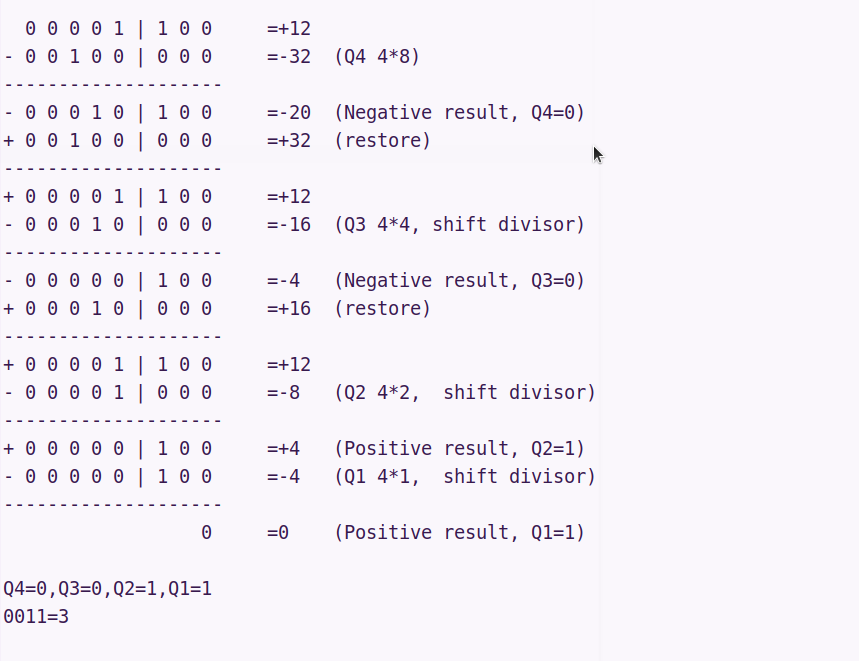 0 0 0 0 1 | 1 0 0     =+12
- 0 0 1 0 0 | 0 0 0     =-32  (Q4 4*8)
--------------------
- 0 0 0 1 0 | 1 0 0     =-20  (Negative result, Q4=0)
+ 0 0 1 0 0 | 0 0 0     =+32  (restore)
--------------------
+ 0 0 0 0 1 | 1 0 0     =+12
- 0 0 0 1 0 | 0 0 0     =-16  (Q3 4*4, shift divisor)
--------------------
- 0 0 0 0 0 | 1 0 0     =-4   (Negative result, Q3=0)
+ 0 0 0 1 0 | 0 0 0     =+16  (restore)
--------------------
+ 0 0 0 0 1 | 1 0 0     =+12
- 0 0 0 0 1 | 0 0 0     =-8   (Q2 4*2,  shift divisor)
--------------------
+ 0 0 0 0 0 | 1 0 0     =+4   (Positive result, Q2=1)
- 0 0 0 0 0 | 1 0 0     =-4   (Q1 4*1,  shift divisor)
--------------------
                  0     =0    (Positive result, Q1=1)

Q4=0,Q3=0,Q2=1,Q1=1
0011=3